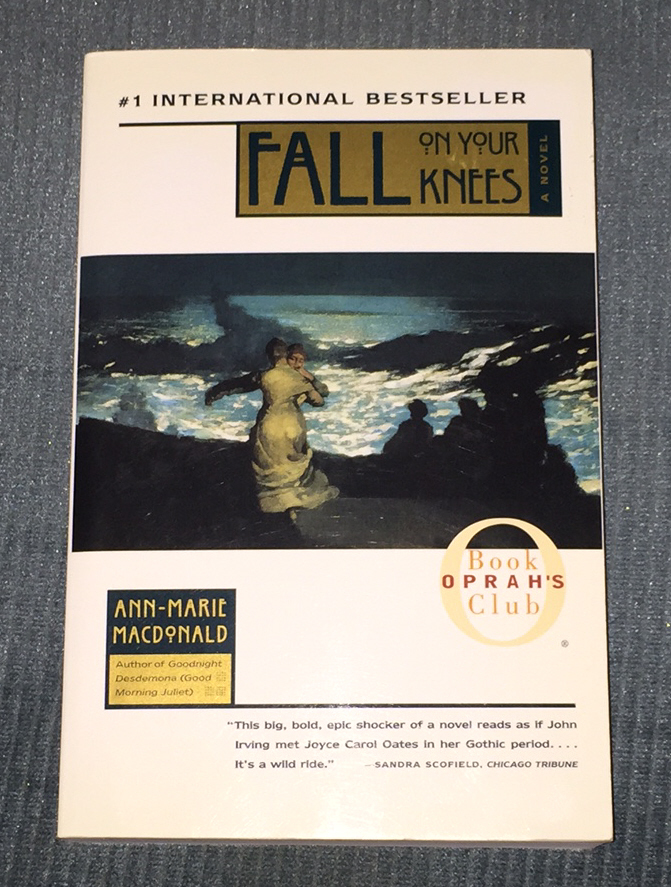 #1 INTERNATIONAL BESTSELLER
FALL ON YOUR KNEES
A NOVEL
Book
OPRAH'S
Club
®
ANN-MARIE
MACDONALD
Author of Goodnight
Desdemona (Good
Morning Juliet)
“This big, bold, epic shocker of a novel reads as if John
Irving met Joyce Carol Oates in her Gothic period. . . .
It's a wild ride.” –SANDRA SCOFIELD, CHICAGO TRIBUNE